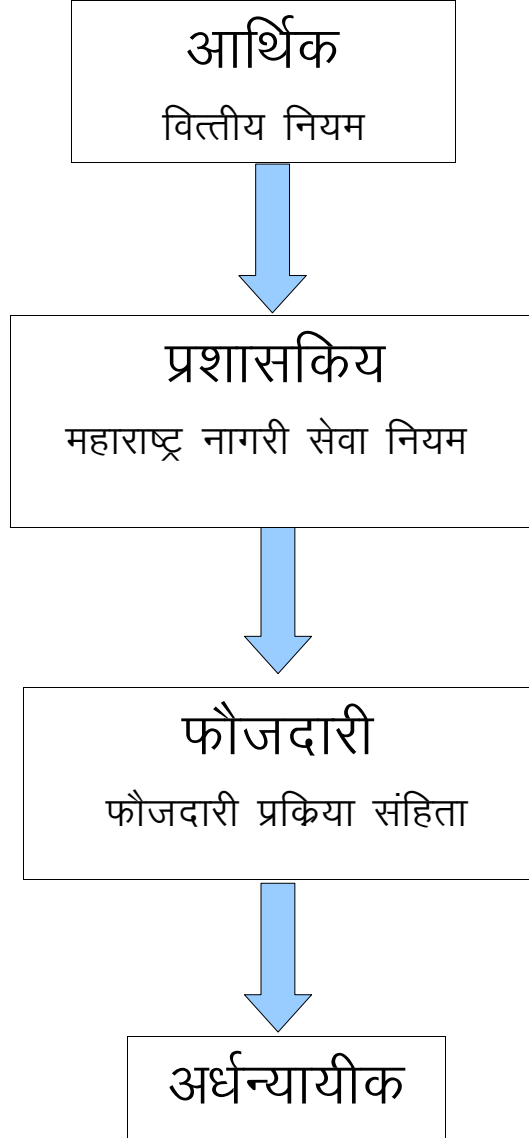 आर्थिक
वित्तीय नियम
प्रशासकिय
महाराष्ट्र नागरी सेवा नियम
फौजदारी
फौजदारी प्रक्रिया संहिता
अर्धन्यायीक